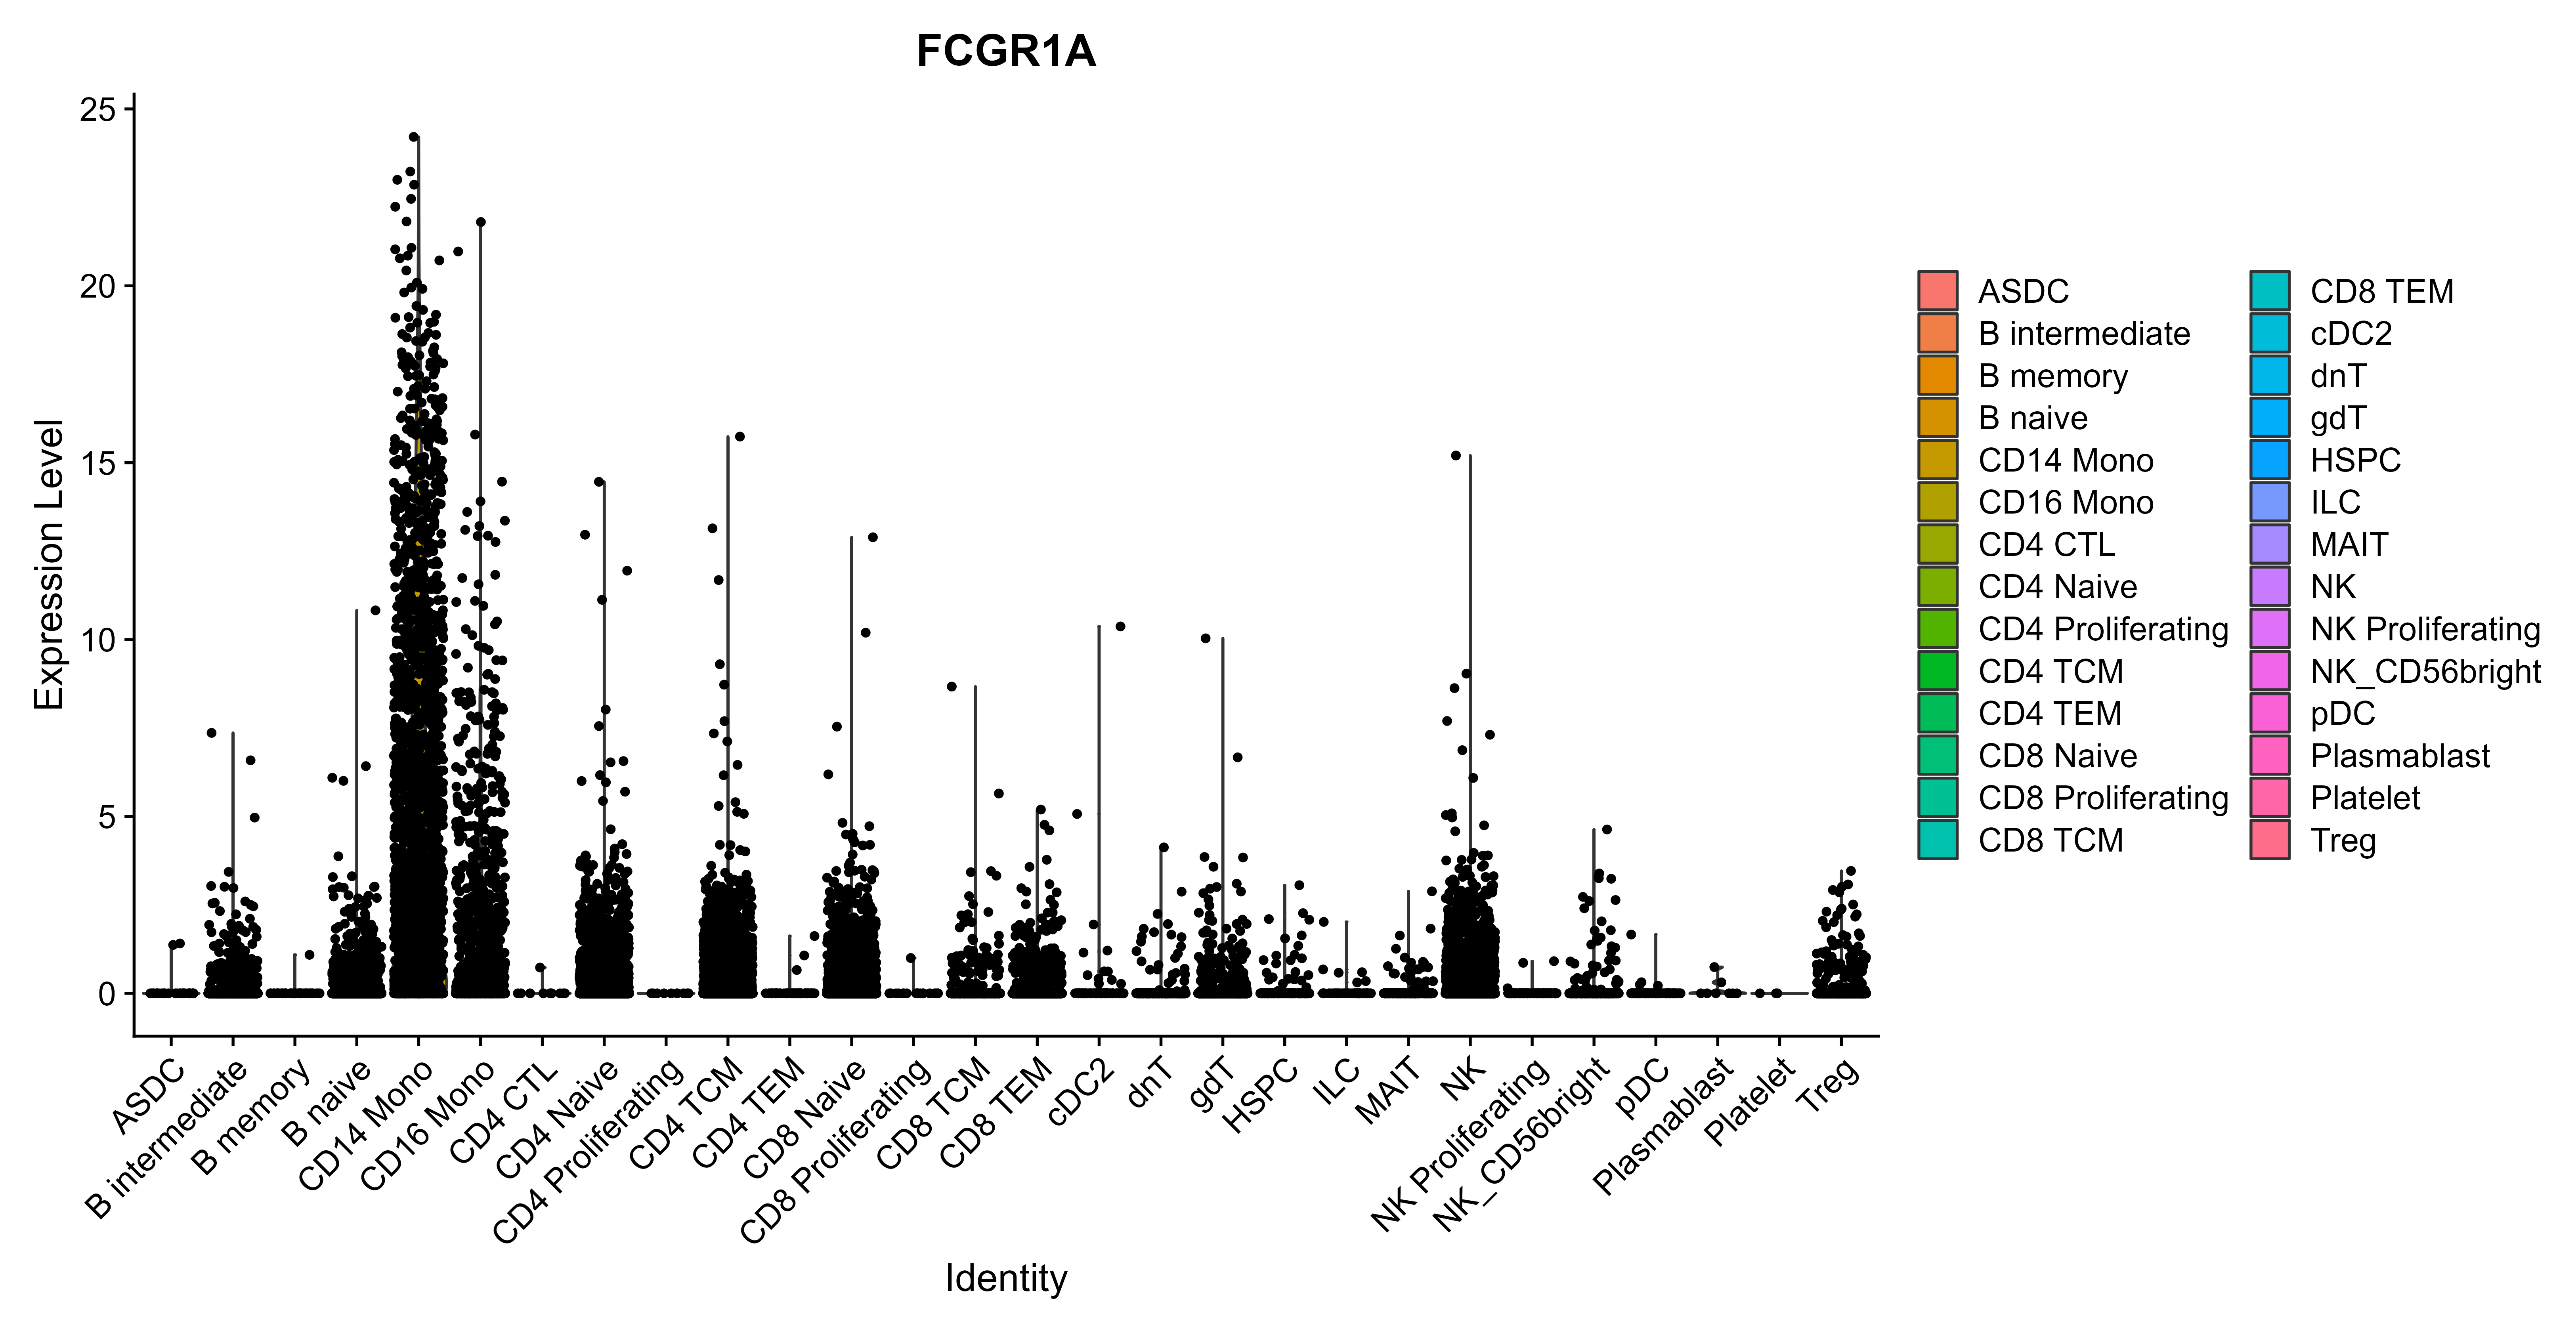 FCGR1A
Expression Level
25
20
15
10
5
0
ASDC
B intermediate
B memory
B naive
CD14 Mono
CD16 Mono
CD4 CTL
CD4 Naive
CD4 Proliferating
CD4 TCM
CD4 TEM
CD8 Naive
CD8 Proliferating
CD8 TCM
CD8 TEM
cDC2
dnT
gdT
HSPC
ILC
MAIT
NK
NK Proliferating
NK_CD56bright
pDC
Plasmablast
Platelet
Treg
Identity
ASDC
B intermediate
B memory
B naive
CD14 Mono
CD16 Mono
CD4 CTL
CD4 Naive
CD4 Proliferating
CD4 TCM
CD4 TEM
CD8 Naive
CD8 Proliferating
CD8 TCM
CD8 TEM
cDC2
dnT
gdT
HSPC
ILC
MAIT
NK
NK Proliferating
NK_CD56bright
pDC
Plasmablast
Platelet
Treg